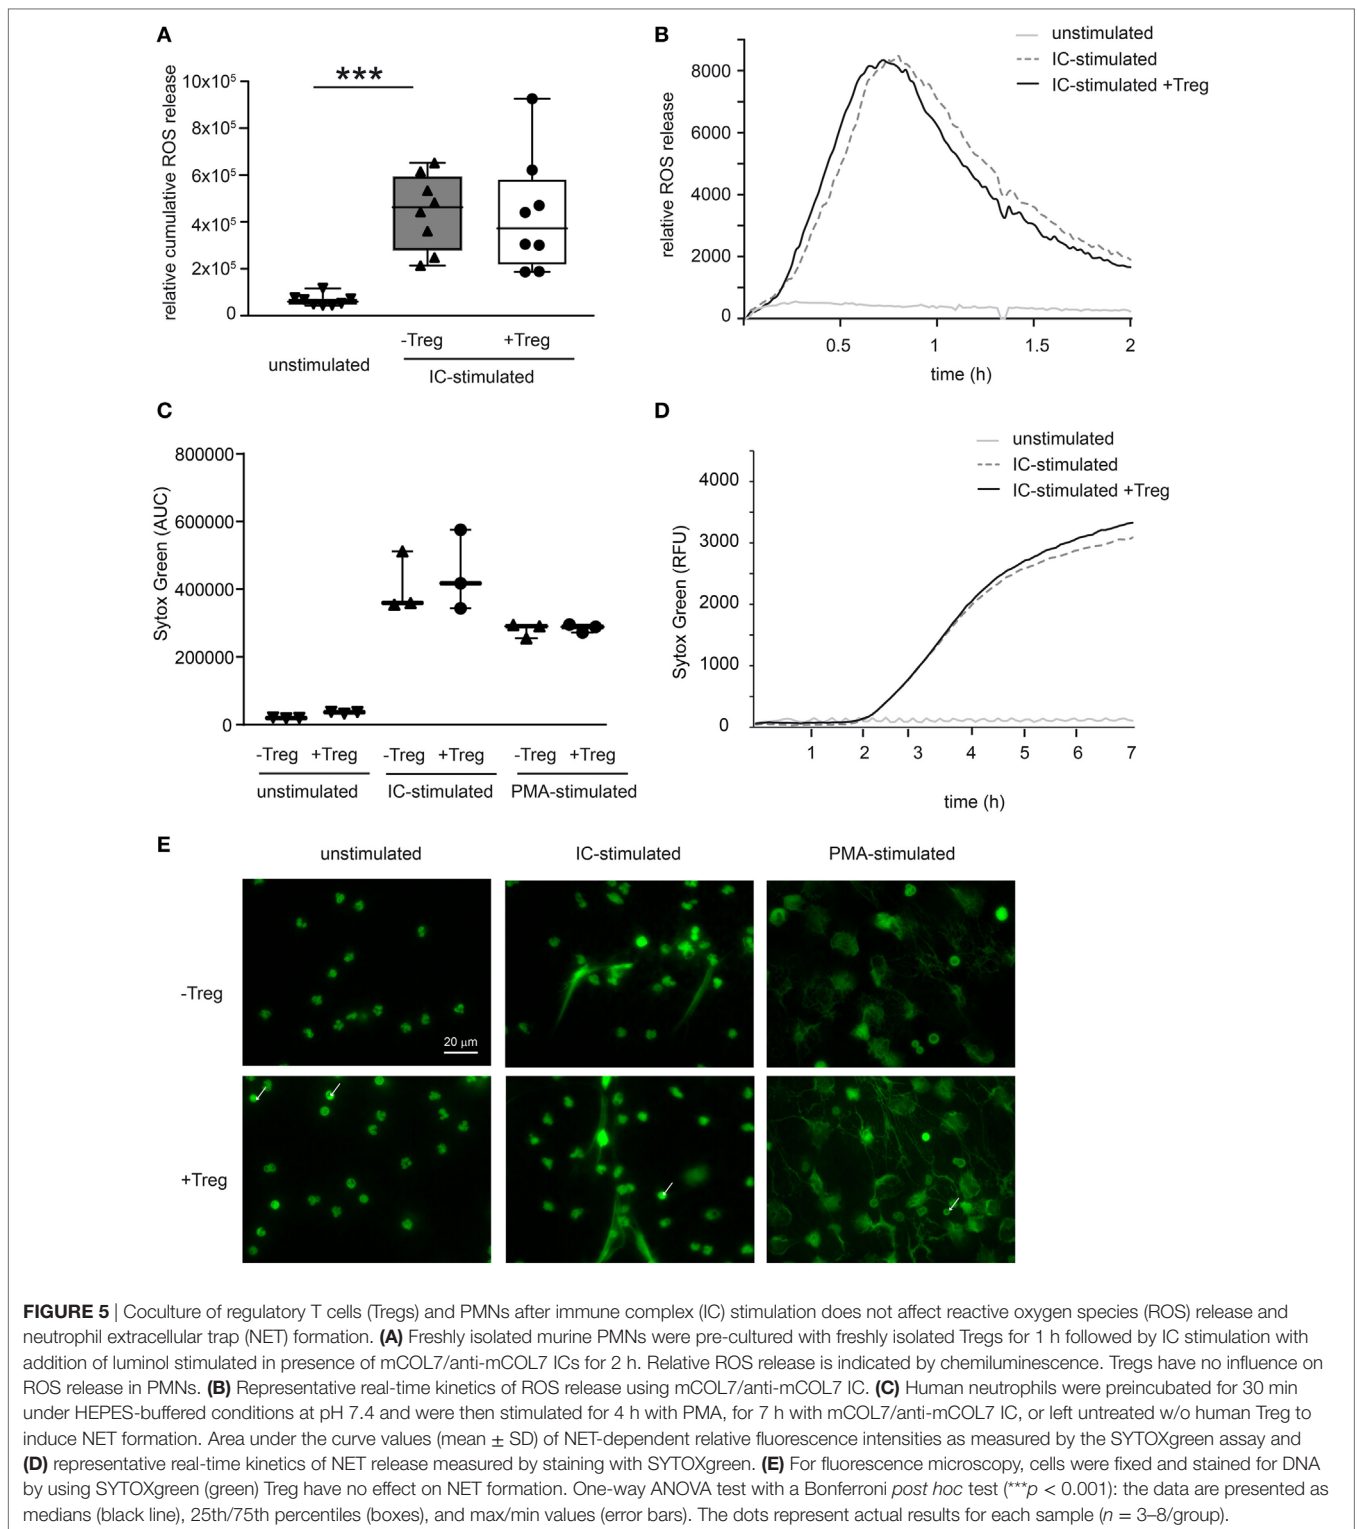 A
relative cumulative ROS release
10x10⁵
8x10⁵
6x10⁵
4x10⁵
2x10⁵
0
***
unstimulated
-Treg
+Treg
IC-stimulated
B
unstimulated
IC-stimulated
IC-stimulated +Treg
relative ROS release
8000
6000
4000
2000
0
0.5
1
1.5
2
time (h)
C
Sytox Green (AUC)
800000
600000
400000
200000
0
-Treg +Treg
-Treg +Treg
-Treg +Treg
unstimulated
IC-stimulated
PMA-stimulated
D
unstimulated
IC-stimulated
IC-stimulated +Treg
Sytox Green (RFU)
4000
3000
2000
1000
0
1
2
3
4
5
6
7
time (h)
E
unstimulated
IC-stimulated
PMA-stimulated
-Treg
20 μm
+Treg
FIGURE 5 | Coculture of regulatory T cells (Tregs) and PMNs after immune complex (IC) stimulation does not affect reactive oxygen species (ROS) release and
neutrophil extracellular trap (NET) formation. (A) Freshly isolated murine PMNs were pre-cultured with freshly isolated Tregs for 1 h followed by IC stimulation with
addition of luminol stimulated in presence of mCOL7/anti-mCOL7 ICs for 2 h. Relative ROS release is indicated by chemiluminescence. Tregs have no influence on
ROS release in PMNs. (B) Representative real-time kinetics of ROS release using mCOL7/anti-mCOL7 IC. (C) Human neutrophils were preincubated for 30 min
under HEPES-buffered conditions at pH 7.4 and were then stimulated for 4 h with PMA, for 7 h with mCOL7/anti-mCOL7 IC, or left untreated w/o human Treg to
induce NET formation. Area under the curve values (mean ± SD) of NET-dependent relative fluorescence intensities as measured by the SYTOXgreen assay and
(D) representative real-time kinetics of NET release measured by staining with SYTOXgreen. (E) For fluorescence microscopy, cells were fixed and stained for DNA
by using SYTOXgreen (green) Treg have no effect on NET formation. One-way ANOVA test with a Bonferroni post hoc test (***p < 0.001): the data are presented as
medians (black line), 25th/75th percentiles (boxes), and max/min values (error bars). The dots represent actual results for each sample (n = 3–8/group).